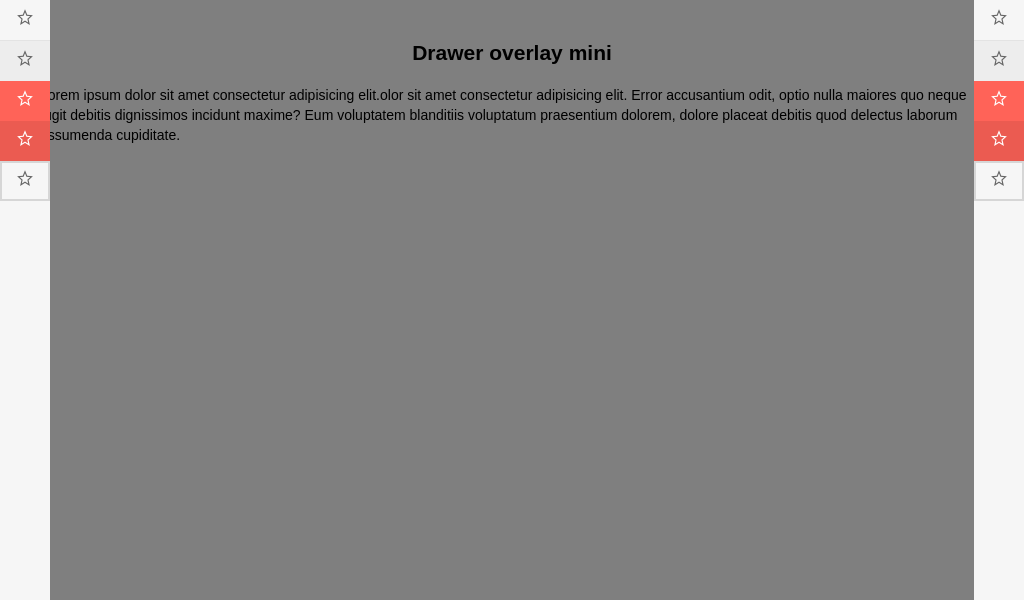 Drawer overlay mini
orem ipsum dolor sit amet consectetur adipisicing elit.olor sit amet consectetur adipisicing elit. Error accusantium odit, optio nulla maiores quo neque
git debitis dignissimos incidunt maxime? Eum voluptatem blanditiis voluptatum praesentium dolorem, dolore placeat debitis quod delectus laborum
ssumenda cupiditate.